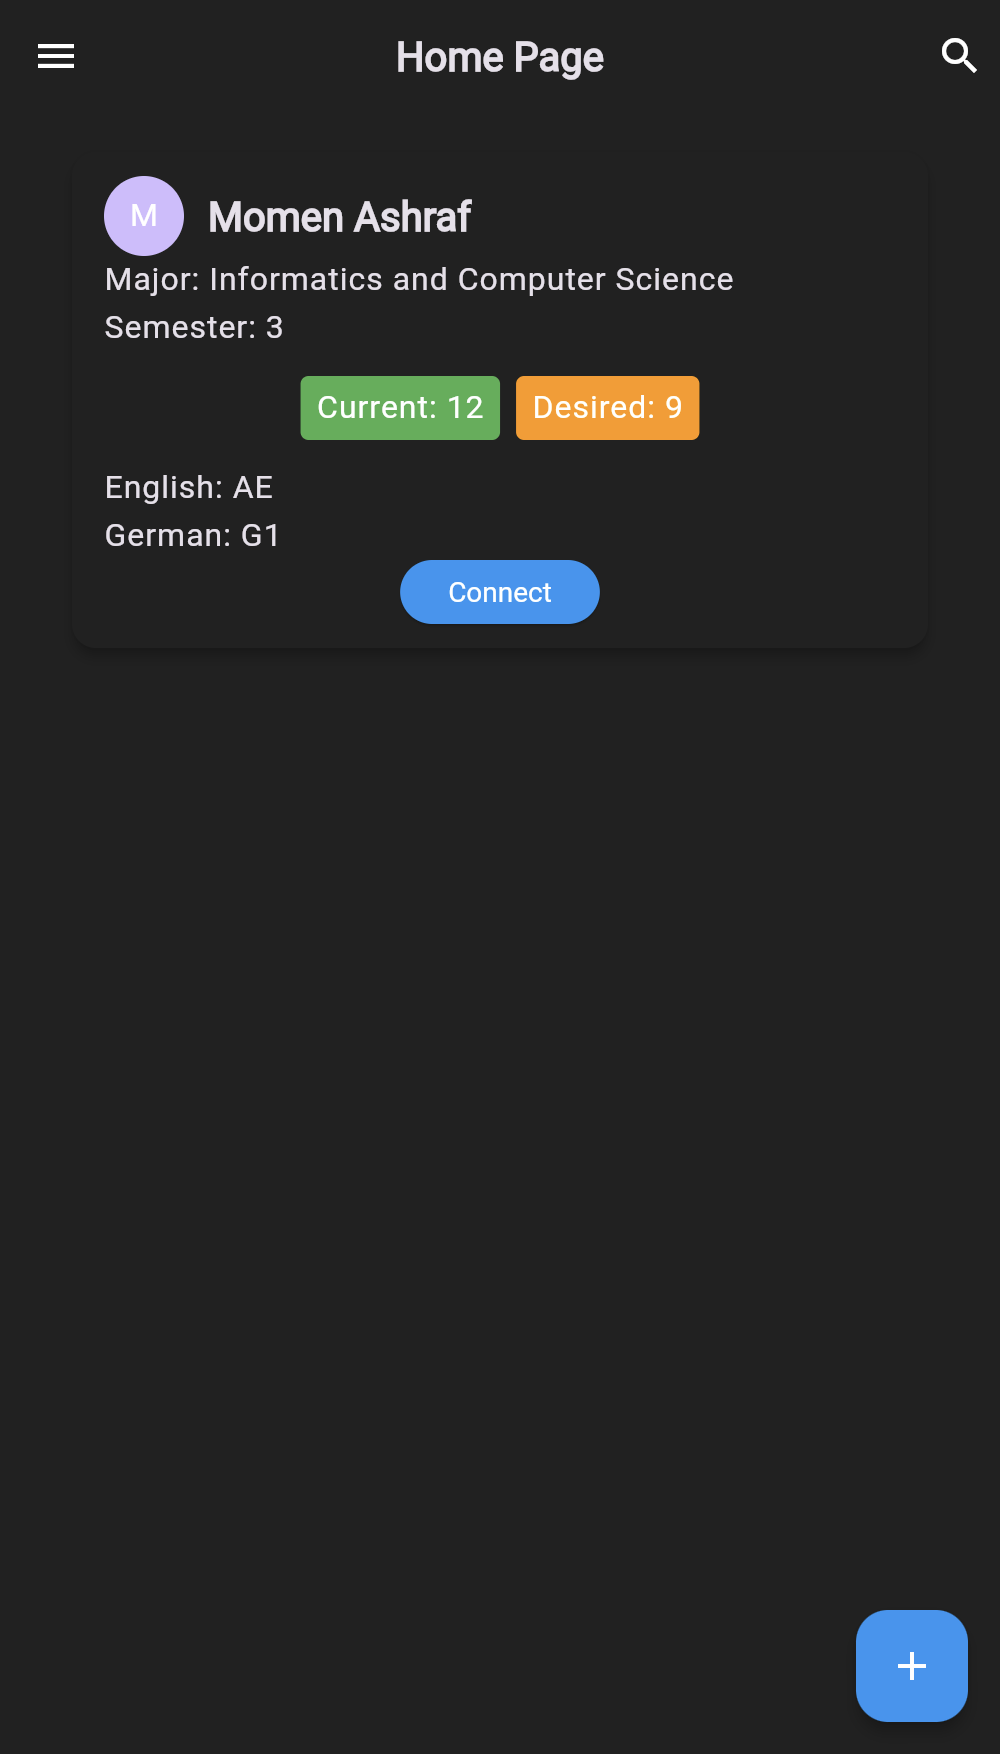 Home Page
M
Momen Ashraf
Major: Informatics and Computer Science
Semester: 3
Current: 12
Desired: 9
English: AE
German: G1
Connect
+